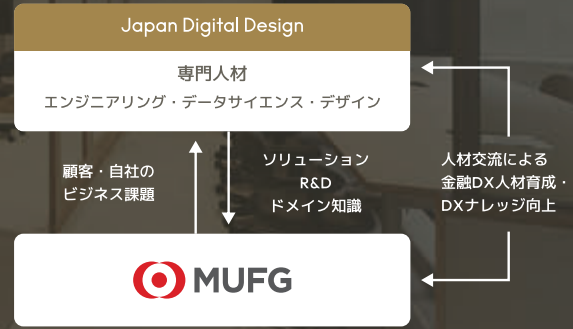 Japan Digital Design
専門人材
エンジニアリング・データサイエンス・デザイン
顧客・自社の
ビジネス課題
ソリューション
R&D
ドメイン知識
人材交流による
金融DX人材育成・
DXナレッジ向上
MUFG